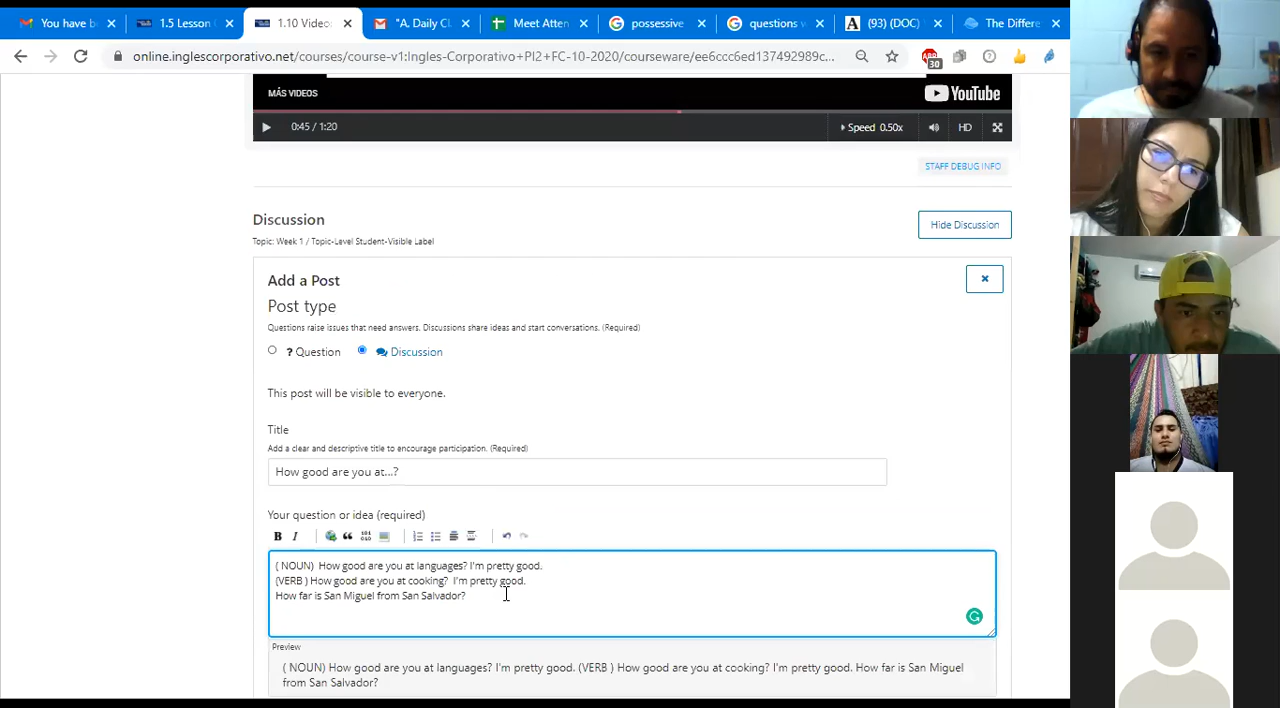 You have b
1.5 Lesson
1.10 Video
"A. Daily Cl
Meet Atten
possessive
questions w
(93) (DOC)
The Differe
online.inglescorporativo.net/courses/course-v1:Ingles-Corporativo+PI2+FC-10-2020/courseware/ee6ccc6ed137492989c...
30
MÁS VIDEOS
YouTube
0:45 / 1:20
Speed 0.50x
HD
STAFF DEBUG INFO
Discussion
Hide Discussion
Topic: Week 1 / Topic-Level Student-Visible Label
Add a Post
Post type
Questions raise issues that need answers. Discussions share ideas and start conversations. (Required)
? Question
Discussion
This post will be visible to everyone.
Title
Add a clear and descriptive title to encourage participation. (Required)
How good are you at...?
Your question or idea (required)
B I
( NOUN) How good are you at languages? I'm pretty good.
(VERB ) How good are you at cooking? I'm pretty good.
How far is San Miguel from San Salvador?
Preview
( NOUN) How good are you at languages? I'm pretty good. (VERB ) How good are you at cooking? I'm pretty good. How far is San Miguel
from San Salvador?